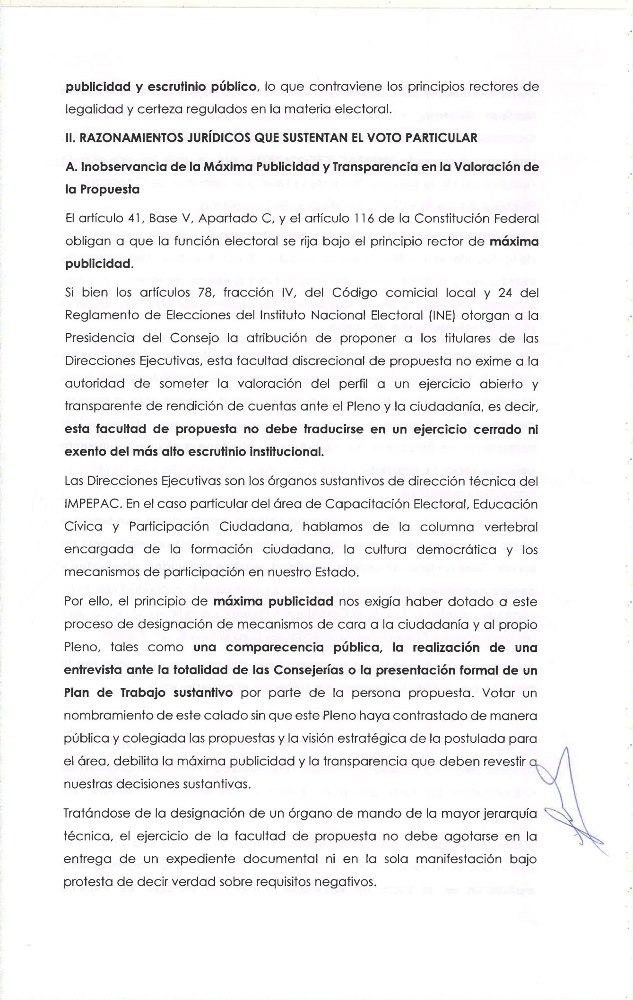 publicidad y escrutinio público, lo que contraviene los principios rectores de
legalidad y certeza regulados en la materia electoral.
II. RAZONAMIENTOS JURÍDICOS QUE SUSTENTAN EL VOTO PARTICULAR
A. Inobservancia de la Máxima Publicidad y Transparencia en la Valoración de
la Propuesta
El artículo 41, Base V, Apartado C, y el artículo 116 de la Constitución Federal
obligan a que la función electoral se rija bajo el principio rector de máxima
publicidad.
Si bien los artículos 78, fracción IV, del Código comicial local y 24 del
Reglamento de Elecciones del Instituto Nacional Electoral (INE) otorgan a la
Presidencia del Consejo la atribución de proponer a los titulares de las
Direcciones Ejecutivas, esta facultad discrecional de propuesta no exime a la
autoridad de someter la valoración del perfil a un ejercicio abierto y
transparente de rendición de cuentas ante el Pleno y la ciudadanía, es decir,
esta facultad de propuesta no debe traducirse en un ejercicio cerrado ni
exento del más alto escrutinio institucional.
Las Direcciones Ejecutivas son los órganos sustantivos de dirección técnica del
IMPEPAC. En el caso particular del área de Capacitación Electoral, Educación
Cívica y Participación Ciudadana, hablamos de la columna vertebral
encargada de la formación ciudadana, la cultura democrática y los
mecanismos de participación en nuestro Estado.
Por ello, el principio de máxima publicidad nos exigía haber dotado a este
proceso de designación de mecanismos de cara a la ciudadanía y al propio
Pleno, tales como una comparecencia pública, la realización de una
entrevista ante la totalidad de las Consejerías o la presentación formal de un
Plan de Trabajo sustantivo por parte de la persona propuesta. Votar un
nombramiento de este calado sin que este Pleno haya contrastado de manera
pública y colegiada las propuestas y la visión estratégica de la postulada para
el área, debilita la máxima publicidad y la transparencia que deben revestir a
nuestras decisiones sustantivas.
Tratándose de la designación de un órgano de mando de la mayor jerarquía
técnica, el ejercicio de la facultad de propuesta no debe agotarse en la
entrega de un expediente documental ni en la sola manifestación bajo
protesta de decir verdad sobre requisitos negativos.